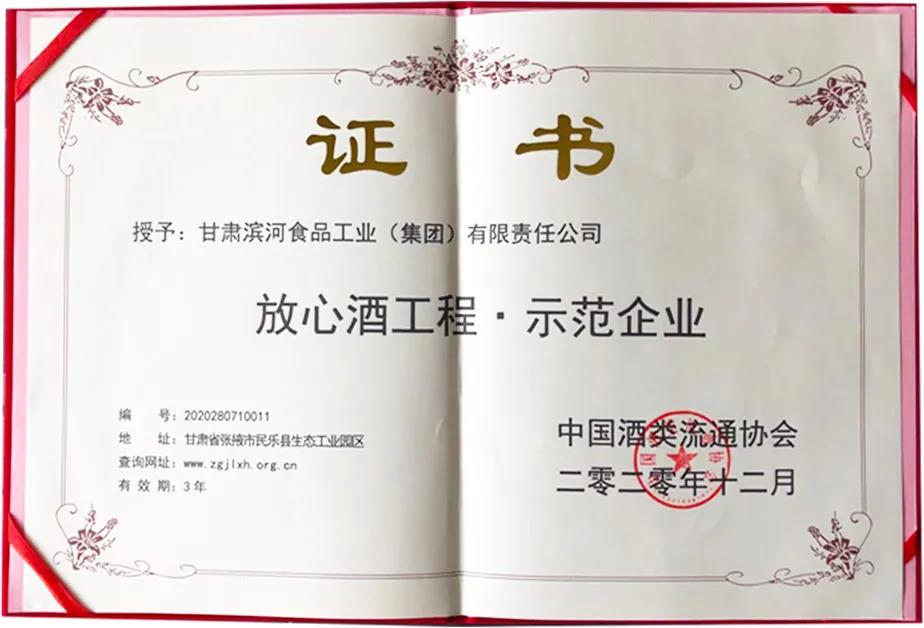 证书
授予：甘肃滨河食品工业（集团）有限责任公司
放心酒工程·示范企业
编 号：2020280710011
地 址：甘肃省张掖市民乐县生态工业园区
查询网址：www.zgjlxh.org.cn
有 效 期：3年
中国酒类流通协会
二零二零年十二月